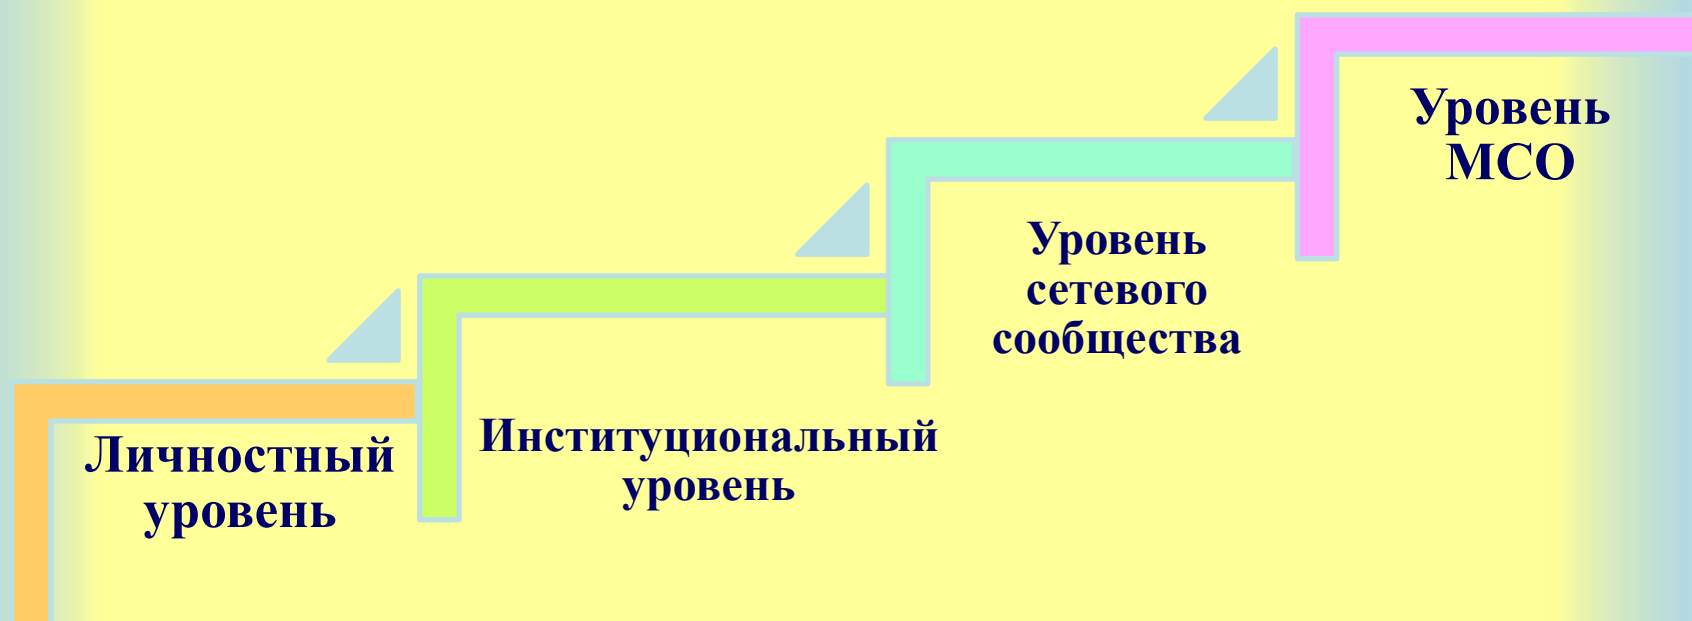 Личностный
уровень
Институциональный
уровень
Уровень
сетевого
сообщества
Уровень
МСО